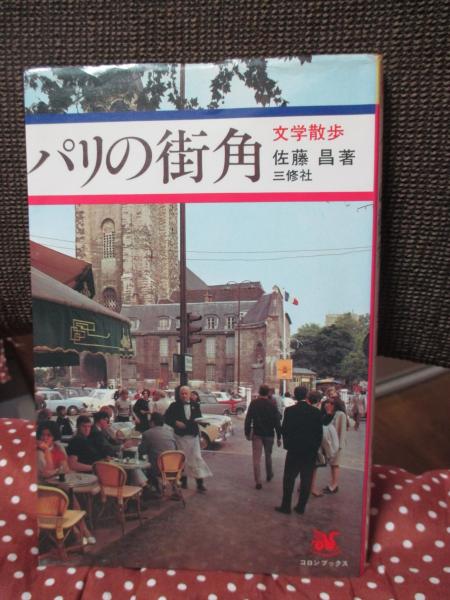 パリの街角
文学散歩
佐藤 昌著
三修社
コロンブックス